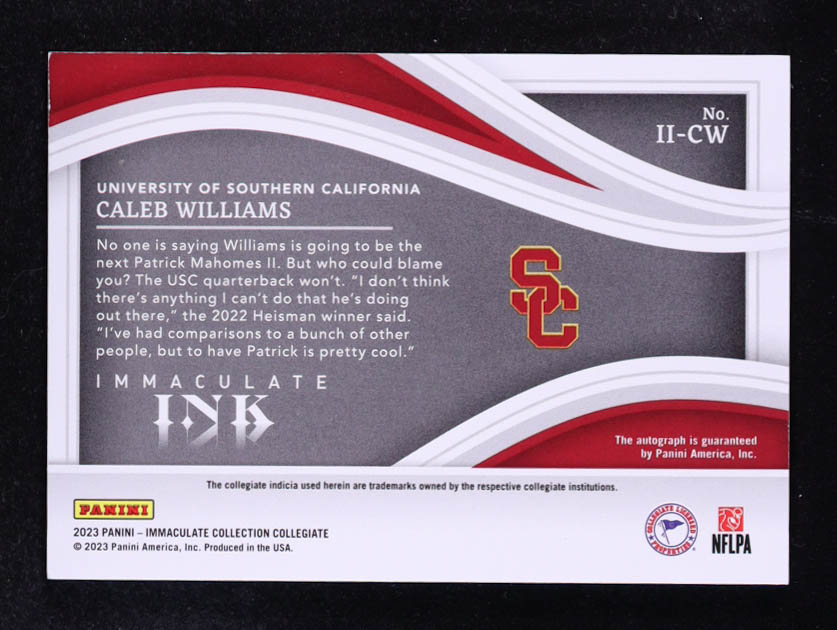 No.
II-CW
UNIVERSITY OF SOUTHERN CALIFORNIA
CALEB WILLIAMS
No one is saying Williams is going to be the
next Patrick Mahomes II. But who could blame
you? The USC quarterback won't. "I don't think
there's anything I can't do that he's doing
out there," the 2022 Heisman winner said.
"I've had comparisons to a bunch of other
people, but to have Patrick is pretty cool."
SC
IMMACULATE
INK
The autograph is guaranteed
by Panini America, Inc.
The collegiate indicia used herein are trademarks owned by the respective collegiate institutions.
PANINI
2023 PANINI – IMMACULATE COLLECTION COLLEGIATE
© 2023 Panini America, Inc. Produced in the USA.
COLLEGIATE LICENSED
PROPERTIES
NFLPA